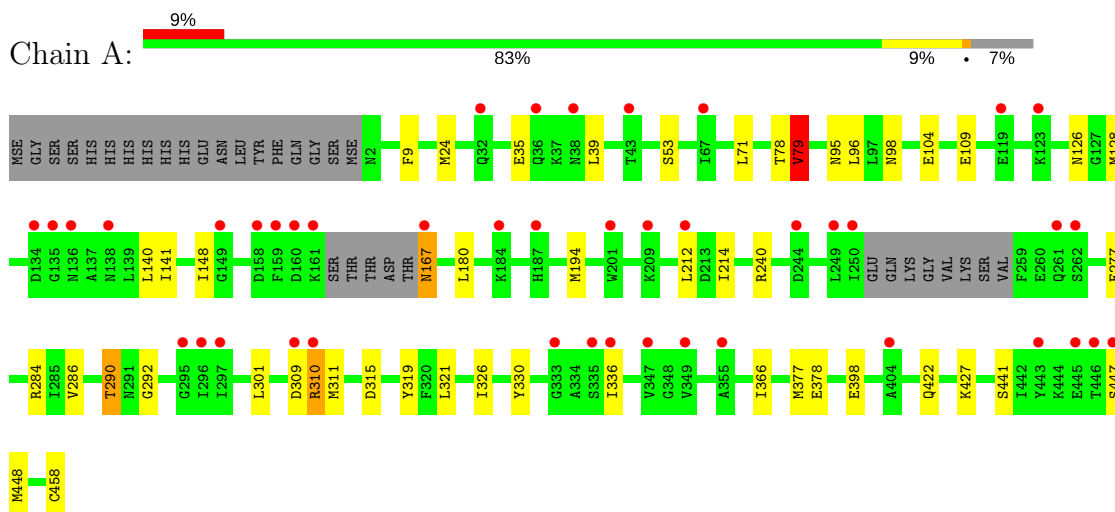 9%
Chain A:
83% 9% • 7%
MSE GLY SER SER HIS HIS HIS HIS HIS HIS GLU ASN LEU TYR PHE GLN GLY SER MSE N2 F9 M24 Q32 E35 Q36 K37 N38 L39 T43 S53 I67 L71 T78 V79 N95 L96 L97 N98 E104 E109 E119 K123 N126 G127
D134 G135 N136 A137 N138 L139 L140 I141 I148 G149 D158 F159 D160 K161 SER THR THR ASP THR N167 L180 K184 H187 M194 W201 K209 L212 D213 I214 R240 D244 L249 I250 GLU GLN LYS GLY VAL LYS SER VAL F259 E260 Q261 S262
R284 I285 V286 T290 N291 G292 G295 I296 I297 L301 D309 R310 M311 D315 Y319 F320 L321 I326 Y330 G333 A334 S335 I336 V347 G348 V349 A355 I366 M377 E378 E398 A404 Q422 K427 S441 I442 Y443 K444 E445 T446
M448 C458